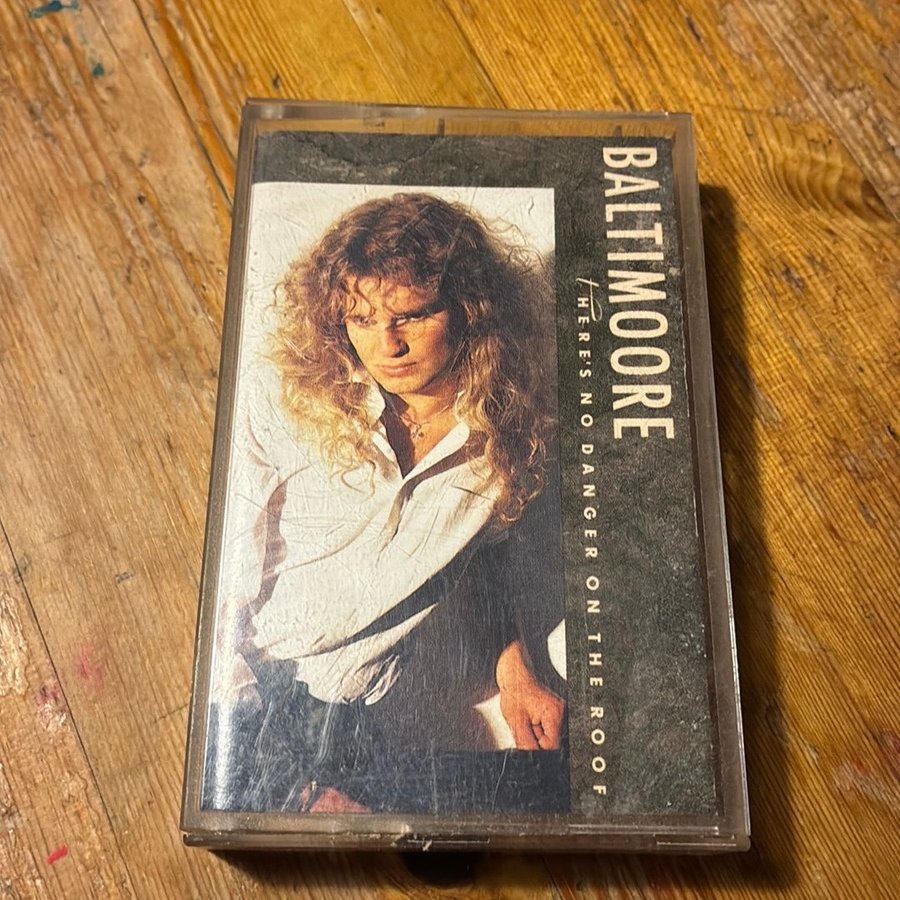 BALTIMOORE
THERE'S NO DANGER ON THE ROOF